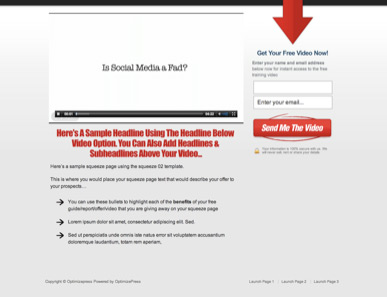 Is Social Media a Fad?
Get Your Free Video Now!
Enter your name and email address
below now for instant access to the free
training video
Enter your email...
Send Me The Video
Your information is 100% secure with us. We
will never sell, rent or share your details
Here's A Sample Headline Using The Headline Below
Video Option. You Can Also Add Headlines &
Subheadlines Above Your Video...
Here's a sample squeeze page using the squeeze 02 template.
This is where you would place your squeeze page text that would describe your offer to
your prospects...
You can use these bullets to highlight each of the benefits of your free
guide/report/offer/video that you are giving away on your squeeze page
Lorem ipsum dolor sit amet, consectetur adipiscing elit. Sed.
Sed ut perspiciatis unde omnis iste natus error sit voluptatem accusantium
doloremque laudantium, totam rem aperiam,
Copyright © Optimizepress Powered by OptimizePress
Launch Page 1 | Launch Page 2 | Launch Page 3